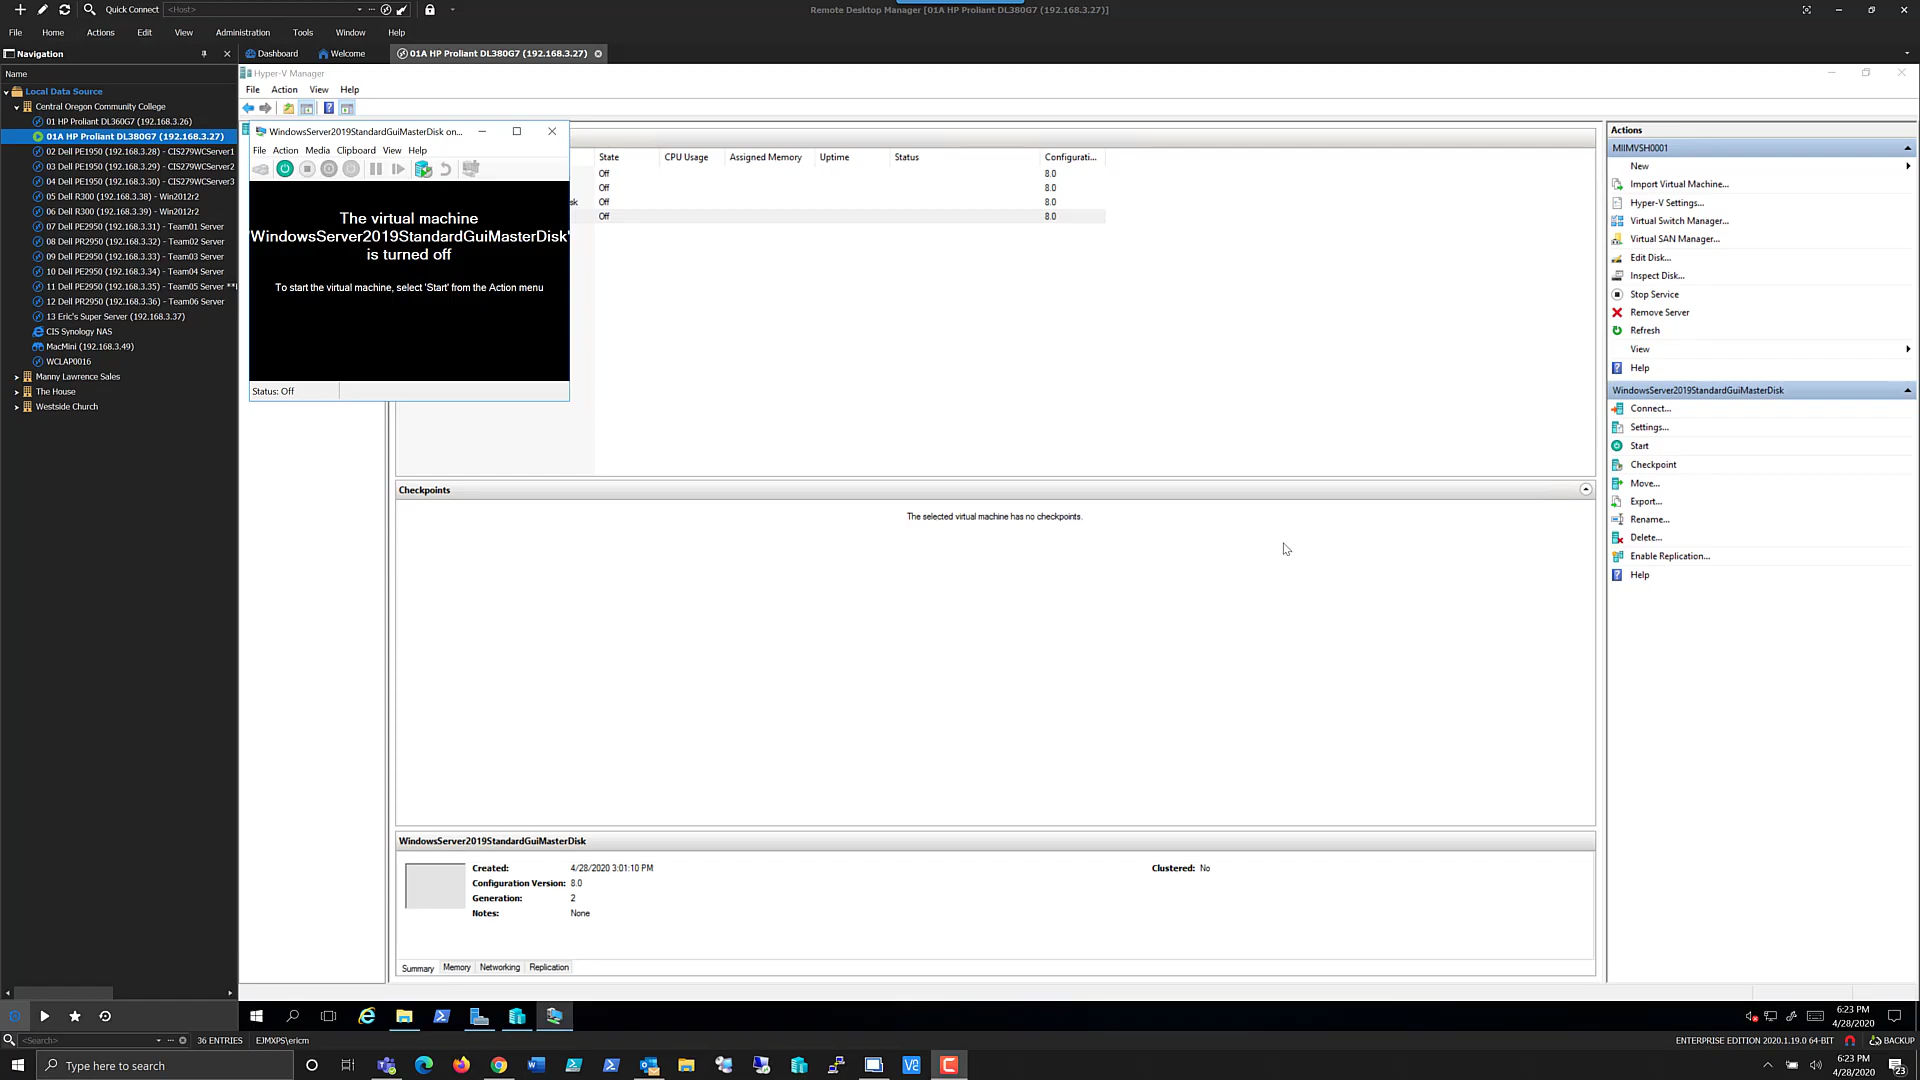 Quick Connect
<Host>
Remote Desktop Manager [01A HP Proliant DL380G7 (192.168.3.27)]
File
Home
Actions
Edit
View
Administration
Tools
Window
Help
Navigation
Dashboard
Welcome
01A HP Proliant DL380G7 (192.168.3.27)
Name
Local Data Source
Central Oregon Community College
01 HP Proliant DL360G7 (192.168.3.26)
01A HP Proliant DL380G7 (192.168.3.27)
02 Dell PE1950 (192.168.3.28) - CIS279WCServer1
03 Dell PE1950 (192.168.3.29) - CIS279WCServer2
04 Dell PE1950 (192.168.3.30) - CIS279WCServer3
05 Dell R300 (192.168.3.38) - Win2012r2
06 Dell R300 (192.168.3.39) - Win2012r2
07 Dell PE2950 (192.168.3.31) - Team01 Server
08 Dell PR2950 (192.168.3.32) - Team02 Server
09 Dell PE2950 (192.168.3.33) - Team03 Server
10 Dell PE2950 (192.168.3.34) - Team04 Server
11 Dell PE2950 (192.168.3.35) - Team05 Server **
12 Dell PR2950 (192.168.3.36) - Team06 Server
13 Eric's Super Server (192.168.3.37)
CIS Synology NAS
MacMini (192.168.3.49)
WCLAP0016
Manny Lawrence Sales
The House
Westside Church
Hyper-V Manager
File
Action
View
Help
WindowsServer2019StandardGuiMasterDisk on...
File
Action
Media
Clipboard
View
Help
The virtual machine
'WindowsServer2019StandardGuiMasterDisk'
is turned off
To start the virtual machine, select 'Start' from the Action menu
Status: Off
State
CPU Usage
Assigned Memory
Uptime
Status
Configurati...
Off
8.0
Off
8.0
sk
Off
8.0
Off
8.0
Checkpoints
The selected virtual machine has no checkpoints.
WindowsServer2019StandardGuiMasterDisk
Created: 4/28/2020 3:01:10 PM
Clustered: No
Configuration Version: 8.0
Generation: 2
Notes: None
Summary
Memory
Networking
Replication
Actions
MIIMVSH0001
New
Import Virtual Machine...
Hyper-V Settings...
Virtual Switch Manager...
Virtual SAN Manager...
Edit Disk...
Inspect Disk...
Stop Service
Remove Server
Refresh
View
Help
WindowsServer2019StandardGuiMasterDisk
Connect...
Settings...
Start
Checkpoint
Move...
Export...
Rename...
Delete...
Enable Replication...
Help
6:23 PM
4/28/2020
<Search>
36 ENTRIES
EJMXPS\ericm
ENTERPRISE EDITION 2020.1.19.0 64-BIT
BACKUP
Type here to search
6:23 PM
4/28/2020
23